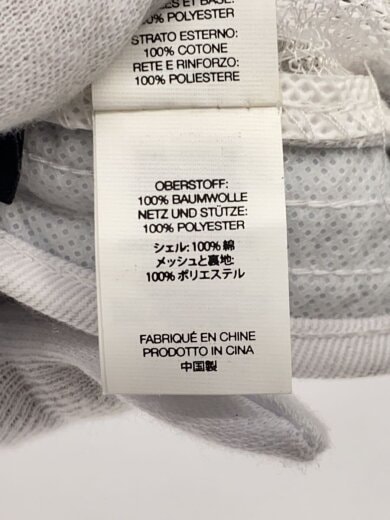 100% POLYESTER
STRATO ESTERNO:
100% COTONE
RETE E RINFORZO:
100% POLIESTERE
OBERSTOFF:
100% BAUMWOLLE
NETZ UND STÜTZE:
100% POLYESTER
シェル: 100% 綿
メッシュと裏地:
100% ポリエステル
FABRIQUÉ EN CHINE
PRODOTTO IN CINA
中国製